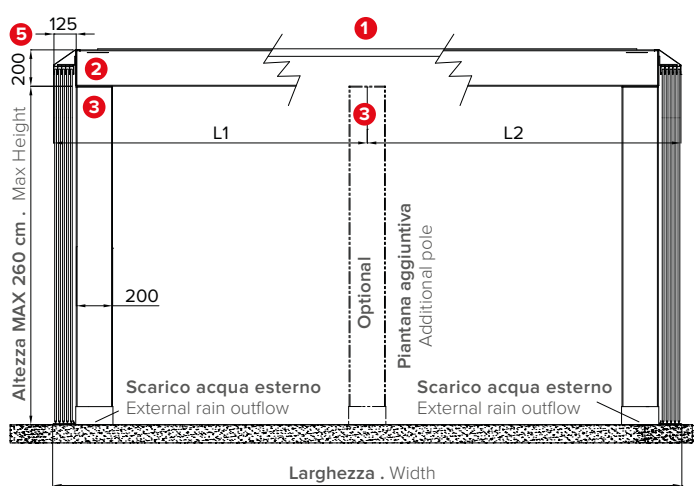 1
5 125
200
2
3
3
L1
L2
Altezza MAX 260 cm . Max Height
200
Optional
Piantana aggiuntiva
Additional pole
Scarico acqua esterno
External rain outflow
Scarico acqua esterno
External rain outflow
Larghezza . Width